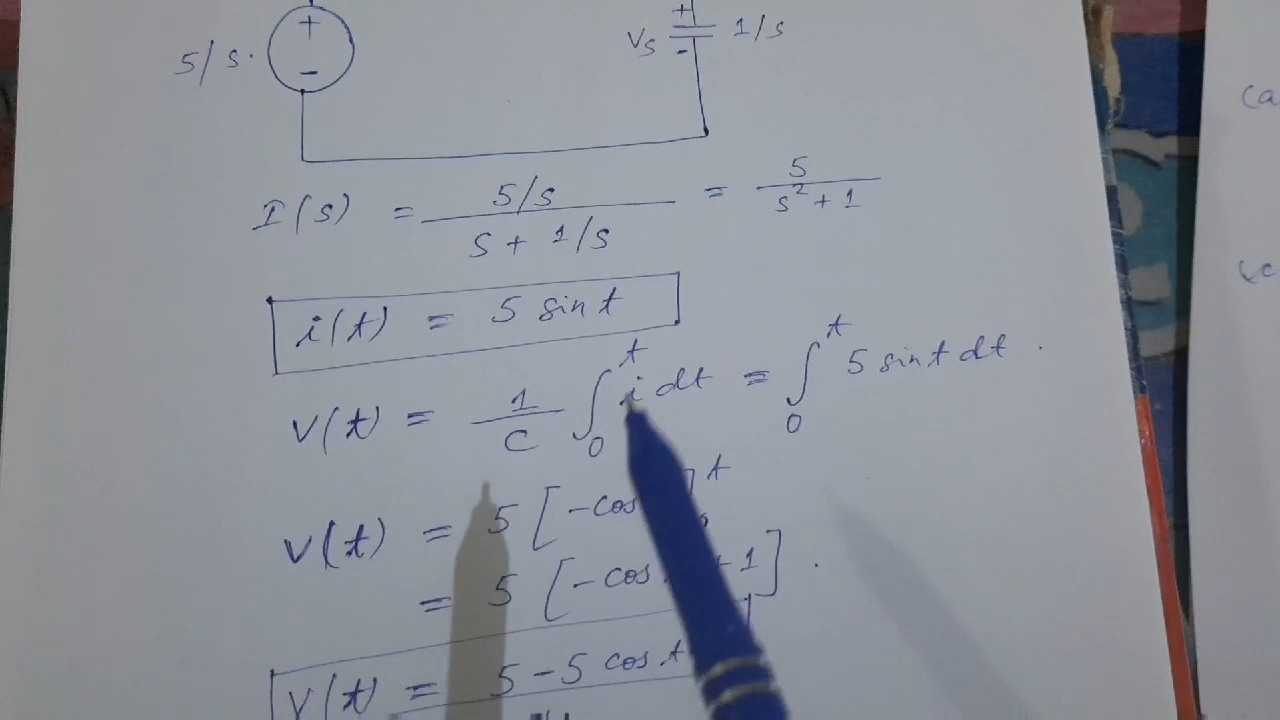 5/s. + - Vs + - 1/s
I(s) = 5/s / s + 1/s = 5 / s² + 1
i(t) = 5 sin t
V(t) = 1/C ∫₀ᵗ i dt = ∫₀ᵗ 5 sin t dt .
V(t) = 5 [-cos ]ᵗ
= 5 [-cos +1] .
V(t) = 5 - 5 cos t
(a